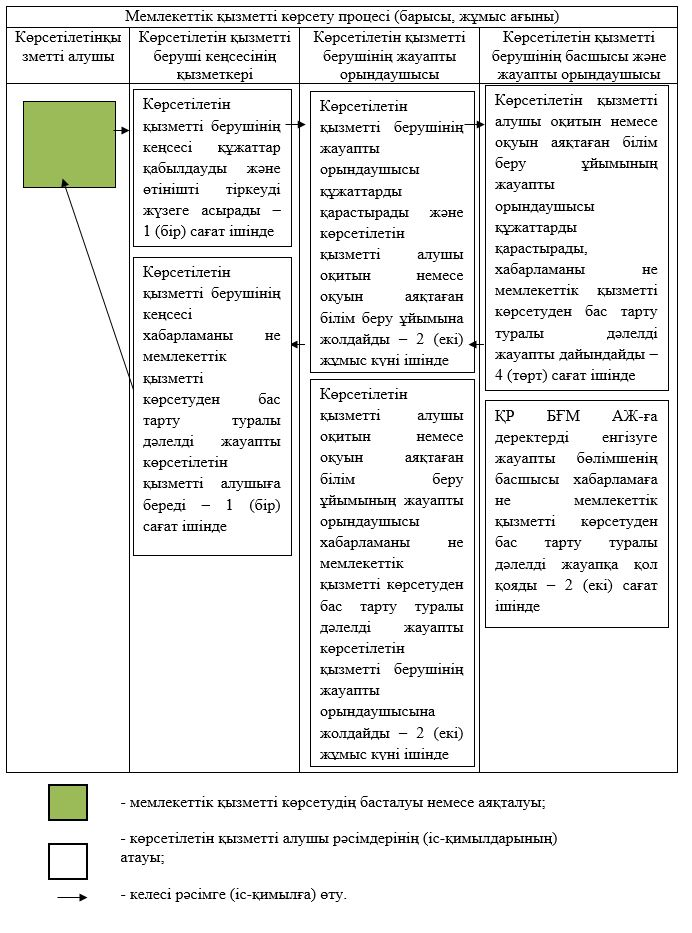 Мемлекеттік қызметті көрсету процесі (барысы, жұмыс ағыны)
Көрсетілетінқы
зметті алушы
Көрсетілетін қызметті
беруші кеңсесінің
қызметкері
Көрсетілетін қызметті
берушінің жауапты
орындаушысы
Көрсетілетін қызметті
берушінің басшысы және
жауапты орындаушысы
Көрсетілетін
қызметті берушінің
кеңсесі құжаттар
қабылдауды және
өтінішті тіркеуді
жүзеге асырады –
1 (бір) сағат ішінде
Көрсетілетін
қызметті берушінің
жауапты
орындаушысы
құжаттарды
қарастырады және
көрсетілетін
қызметті алушы
оқитын немесе
оқуын аяқтаған
білім беру ұйымына
жолдайды – 2 (екі)
жұмыс күні ішінде
Көрсетілетін қызметті
алушы оқитын немесе
оқуын аяқтаған білім
беру ұйымының
жауапты
орындаушысы
құжаттарды
қарастырады,
хабарламаны не
мемлекеттік қызметті
көрсетуден бас тарту
туралы дәлелді
жауапты дайындайды –
4 (төрт) сағат ішінде
ҚР БҒМ АЖ-ға
деректерді енгізуге
жауапты бөлімшенің
басшысы хабарламаға
не мемлекеттік
қызметті көрсетуден
бас тарту туралы
дәлелді жауапқа қол
қояды – 2 (екі) сағат
ішінде
Көрсетілетін
қызметті алушы
оқитын немесе
оқуын аяқтаған
білім беру
ұйымының жауапты
орындаушысы
хабарламаны не
мемлекеттік
қызметті көрсетуден
бас тарту туралы
дәлелді жауапты
көрсетілетін
қызметті берушінің
жауапты
орындаушысына
жолдайды – 2 (екі)
жұмыс күні ішінде
Көрсетілетін
қызметті берушінің
кеңсесі
хабарламаны не
мемлекеттік
қызметті
көрсетуден бас
тарту туралы
дәлелді жауапты
көрсетілетін
қызметті алушыға
береді – 1 (бір)
сағат ішінде
- мемлекеттік қызметті көрсетудің басталуы немесе аяқталуы;
- көрсетілетін қызметті алушы рәсімдерінің (іс-қимылдарының)
атауы;
- келесі рәсімге (іс-қимылға) өту.